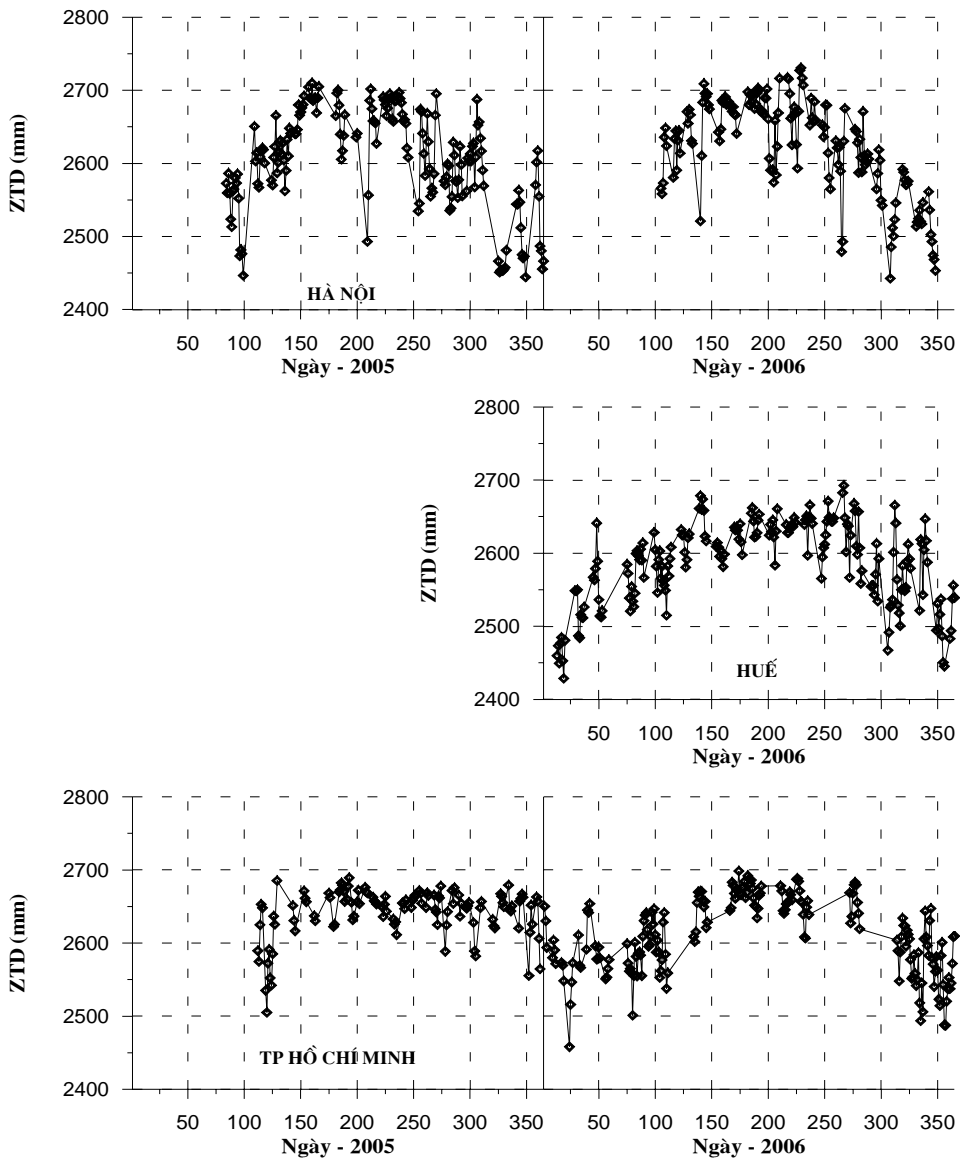 2800
2700
2600
2500
2400
ZTD (mm)
HÀ NỘI
50 100 150 200 250 300 350 50 100 150 200 250 300 350
Ngày - 2005 Ngày - 2006
2800
2700
2600
2500
2400
ZTD (mm)
HUẾ
50 100 150 200 250 300 350
Ngày - 2006
2800
2700
2600
2500
2400
ZTD (mm)
TP HỒ CHÍ MINH
50 100 150 200 250 300 350 50 100 150 200 250 300 350
Ngày - 2005 Ngày - 2006